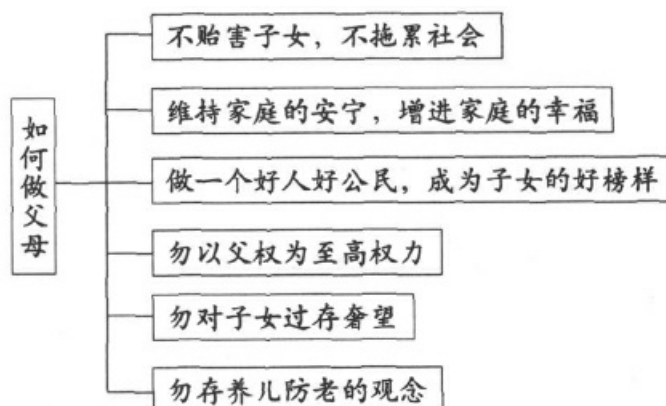 如何做父母
不贻害子女，不拖累社会
维持家庭的安宁，增进家庭的幸福
做一个好人好公民，成为子女的好榜样
勿以父权为至高权力
勿对子女过存奢望
勿存养儿防老的观念